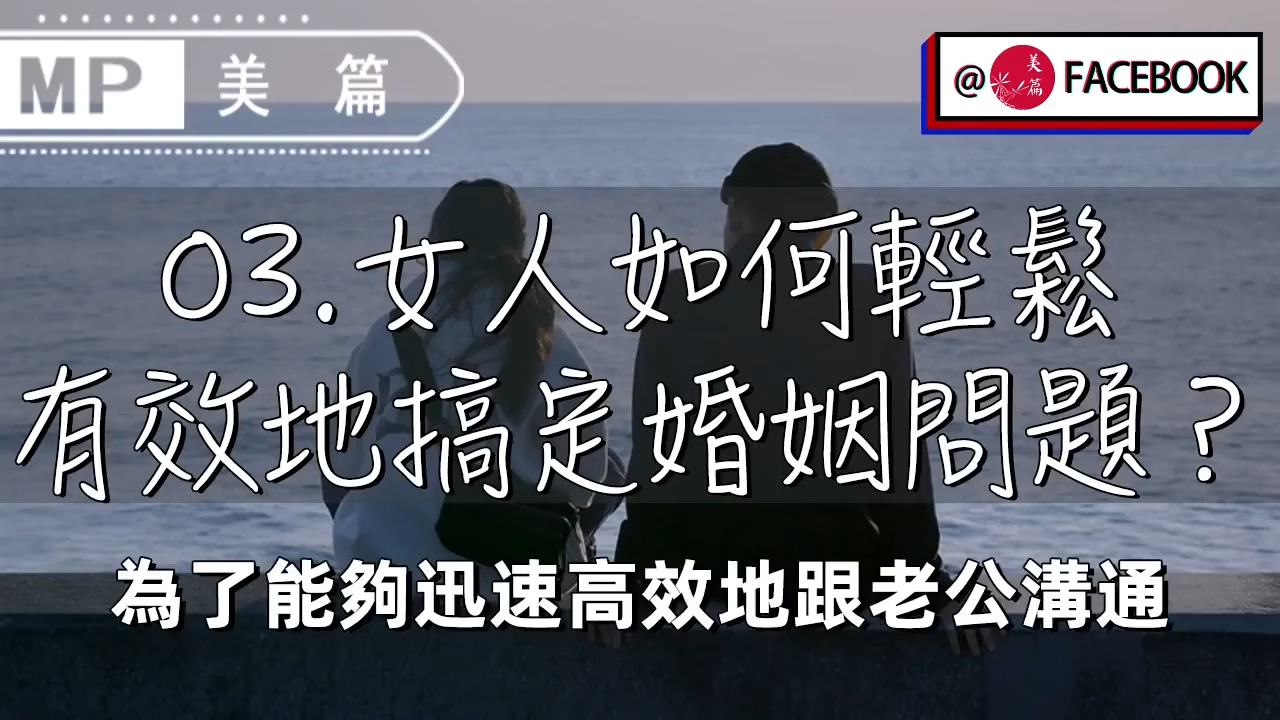 MP 美篇
@美篇 FACEBOOK
03.女人如何輕鬆
有效地搞定婚姻問題？
為了能夠迅速高效地跟老公溝通